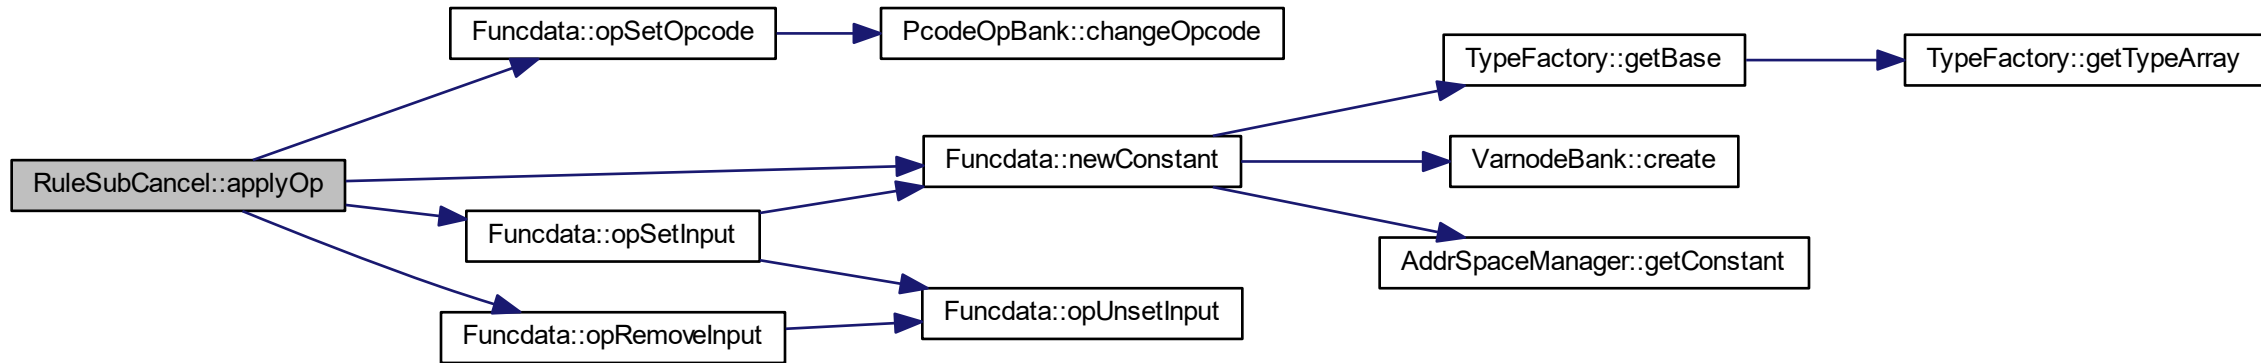 RuleSubCancel::applyOp
Funcdata::opSetOpcode
PcodeOpBank::changeOpcode
Funcdata::newConstant
TypeFactory::getBase
TypeFactory::getTypeArray
VarnodeBank::create
AddrSpaceManager::getConstant
Funcdata::opSetInput
Funcdata::opUnsetInput
Funcdata::opRemoveInput